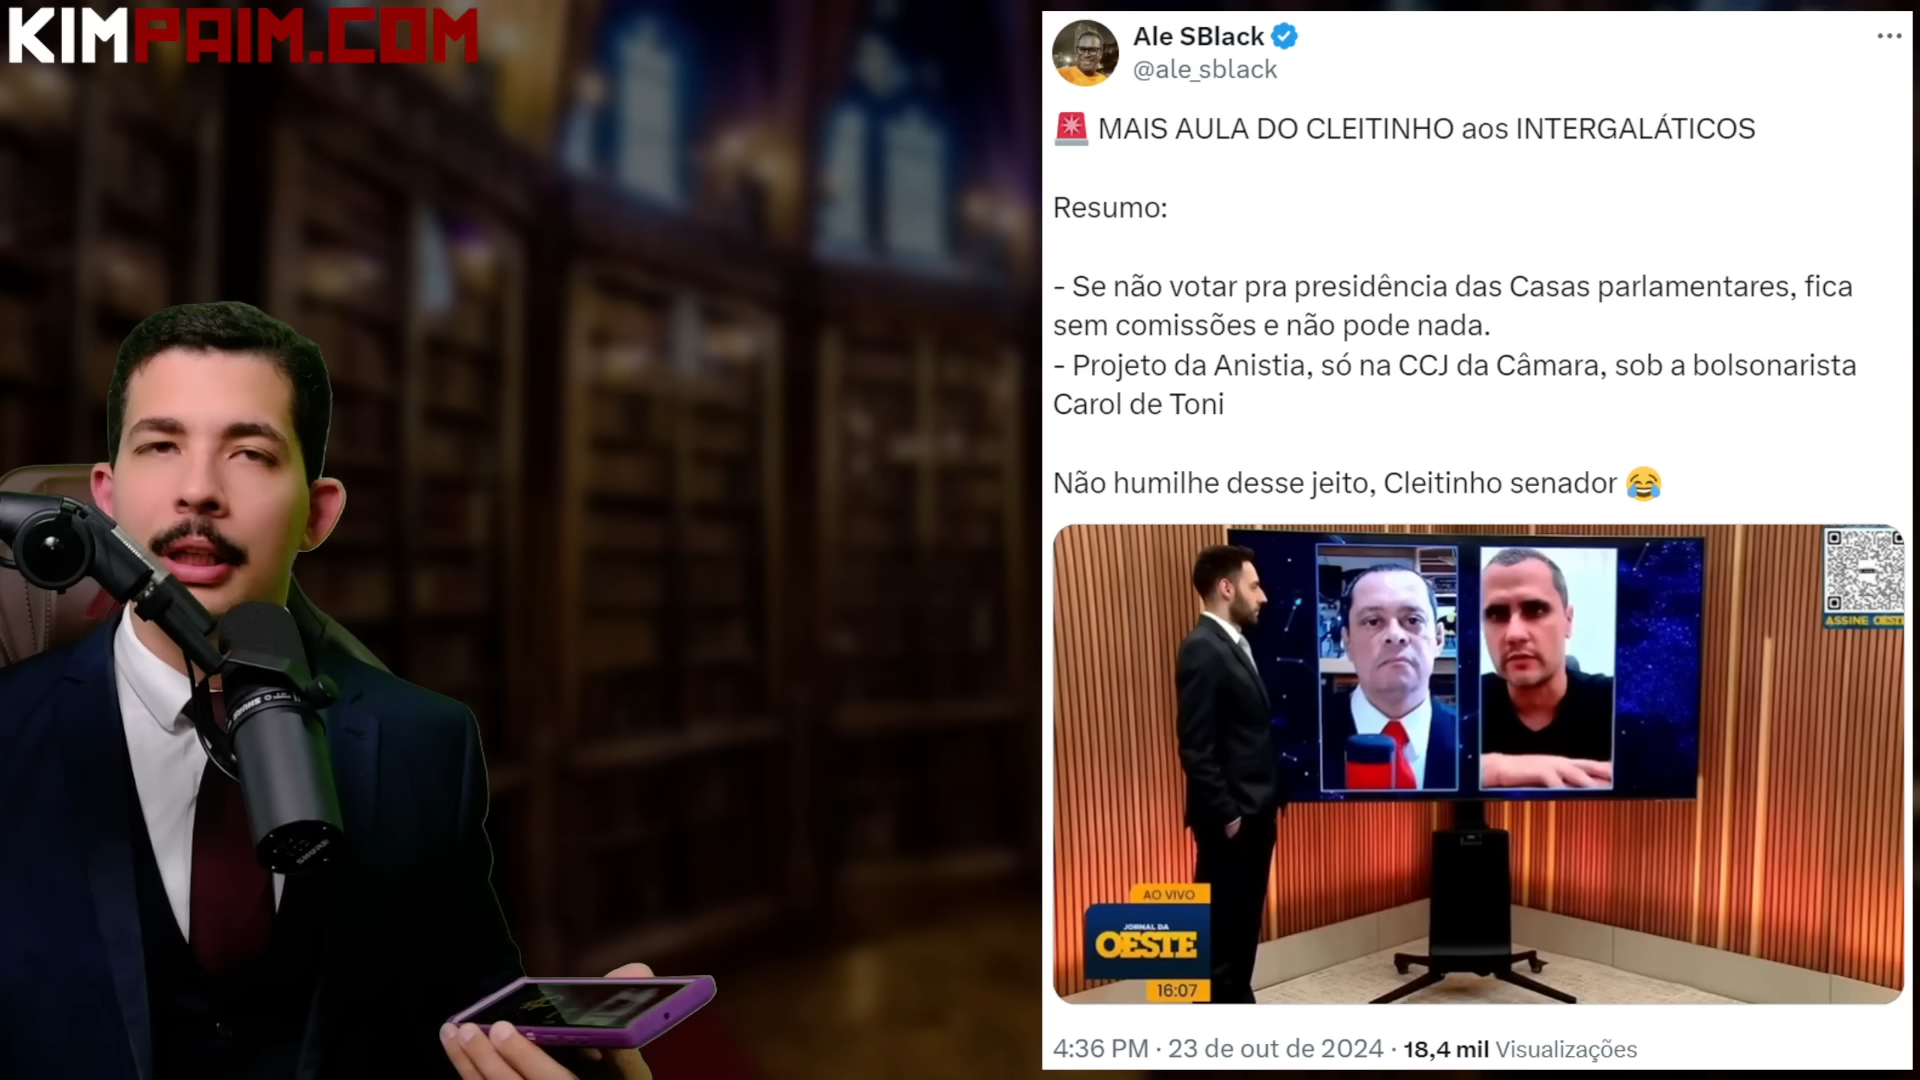 KIMPAIM.COM
Ale SBlack
@ale_sblack
MAIS AULA DO CLEITINHO aos INTERGALÁTICOS
Resumo:
- Se não votar pra presidência das Casas parlamentares, fica
sem comissões e não pode nada.
- Projeto da Anistia, só na CCJ da Câmara, sob a bolsonarista
Carol de Toni
Não humilhe desse jeito, Cleitinho senador 😂
ASSINE OESTE
AO VIVO
JORNAL DA
OESTE
16:07
4:36 PM · 23 de out de 2024 · 18,4 mil Visualizações
SHURE
SHURE